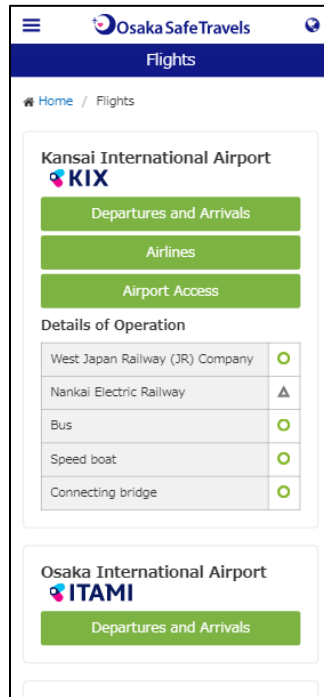 Osaka Safe Travels
Flights
Home / Flights
Kansai International Airport
KIX
Departures and Arrivals
Airlines
Airport Access
Details of Operation
West Japan Railway (JR) Company
Nankai Electric Railway
Bus
Speed boat
Connecting bridge
Osaka International Airport
ITAMI
Departures and Arrivals